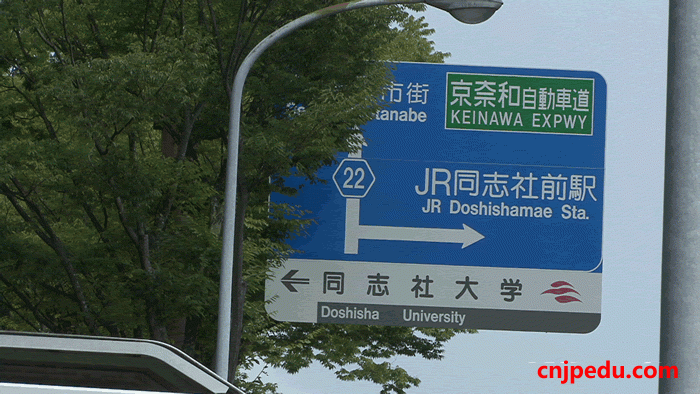 市街
tanabe
京奈和自動車道
KEINAWA EXPWY
22
JR同志社前駅
JR Doshishamae Sta.
同志社大学
Doshisha University
cnjpedu.com